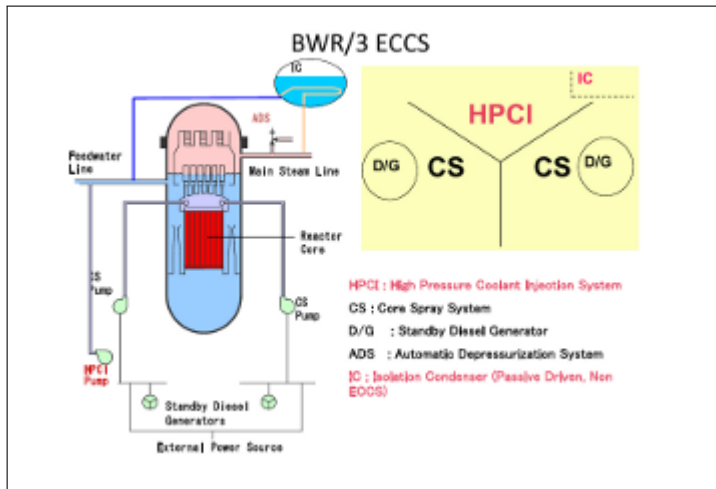 BWR/3 ECCS
IC
ADS
Feedwater
Line
Main Steam Line
Reactor
Core
CS
Pump
CS
Pump
HPCI
Pump
Standby Diesel
Generators
External Power Source
IC
HPCI
D/G
CS
CS
D/G
HPCI : High Pressure Coolant Injection System
CS : Core Spray System
D/G : Standby Diesel Generator
ADS : Automatic Depressurization System
IC : Isolation Condenser (Passive Driven, Non
EOCS)